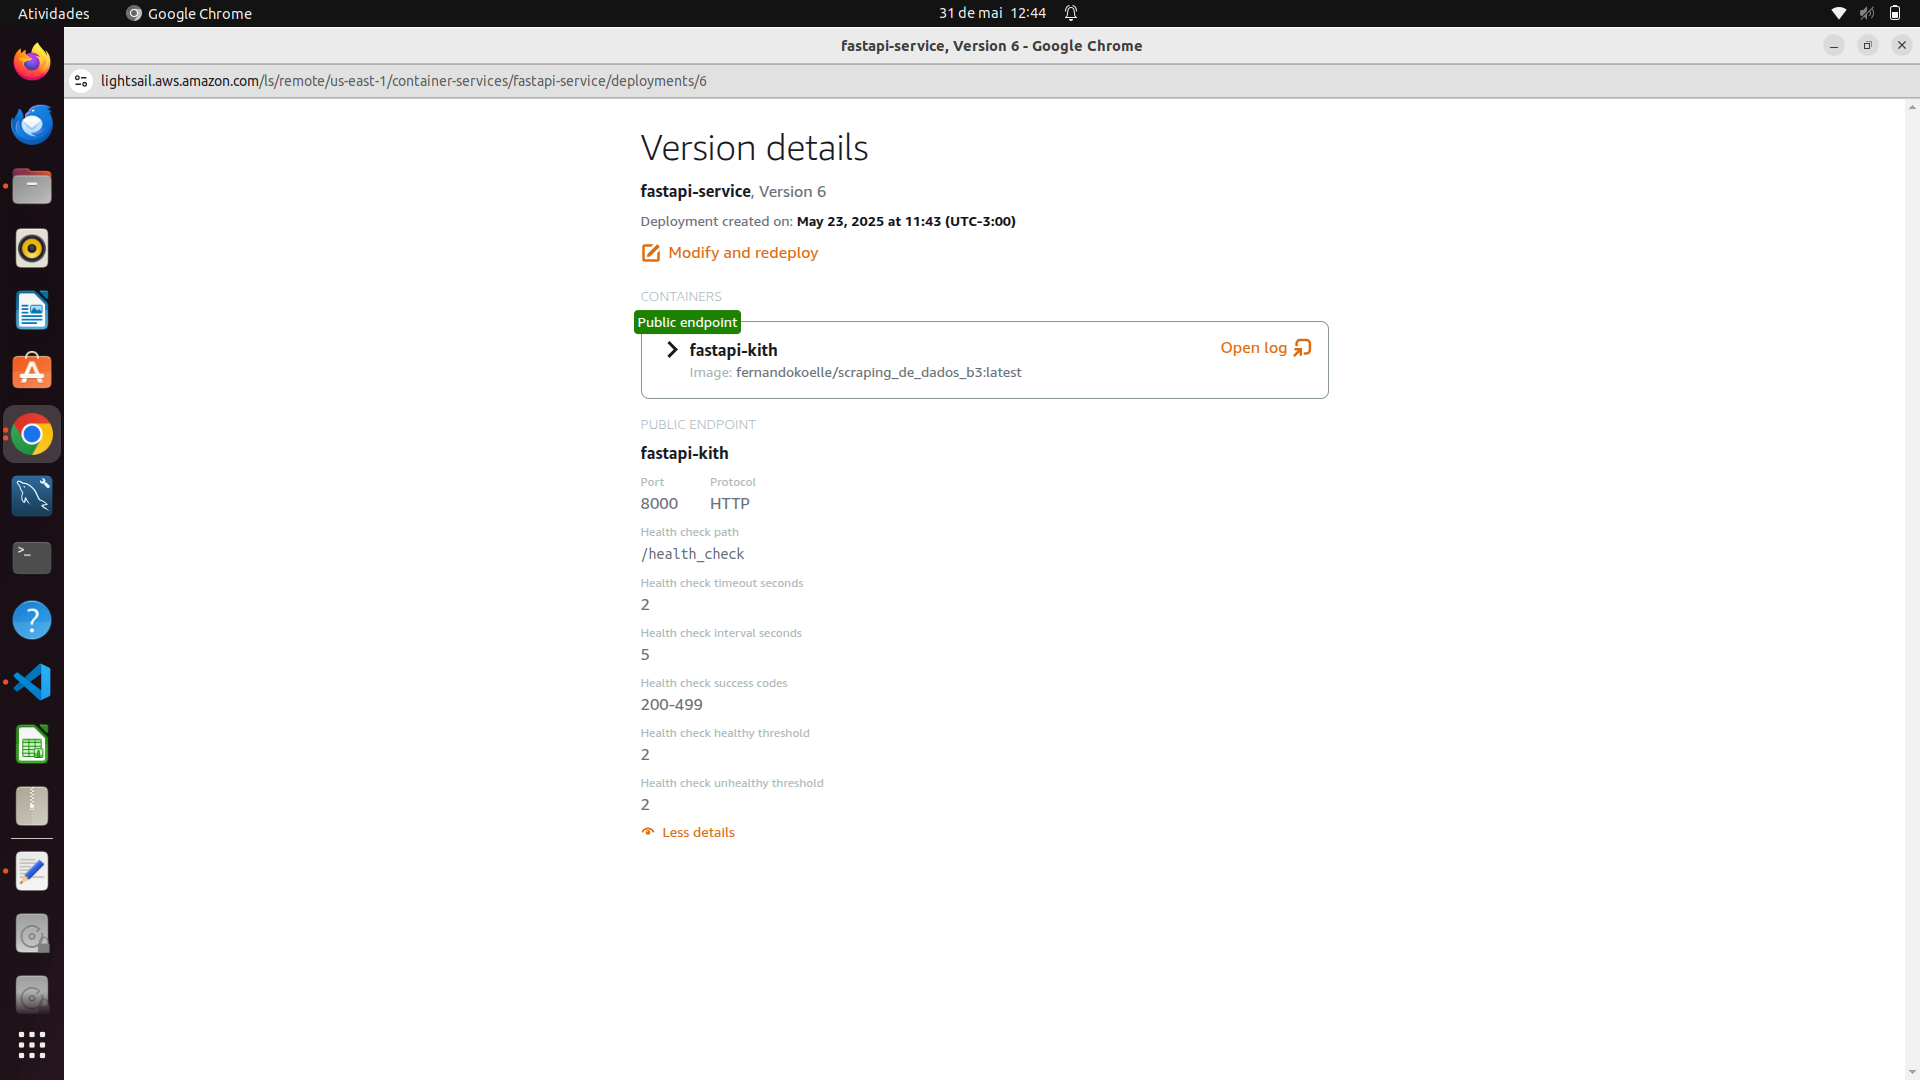 Atividades
Google Chrome
31 de mai 12:44
fastapi-service, Version 6 - Google Chrome
lightsail.aws.amazon.com/ls/remote/us-east-1/container-services/fastapi-service/deployments/6
Version details
fastapi-service, Version 6
Deployment created on: May 23, 2025 at 11:43 (UTC-3:00)
Modify and redeploy
CONTAINERS
Public endpoint
fastapi-kith
Open log
Image: fernandokoelle/scraping_de_dados_b3:latest
PUBLIC ENDPOINT
fastapi-kith
Port Protocol
8000 HTTP
Health check path
/health_check
Health check timeout seconds
2
Health check interval seconds
5
Health check success codes
200-499
Health check healthy threshold
2
Health check unhealthy threshold
2
Less details